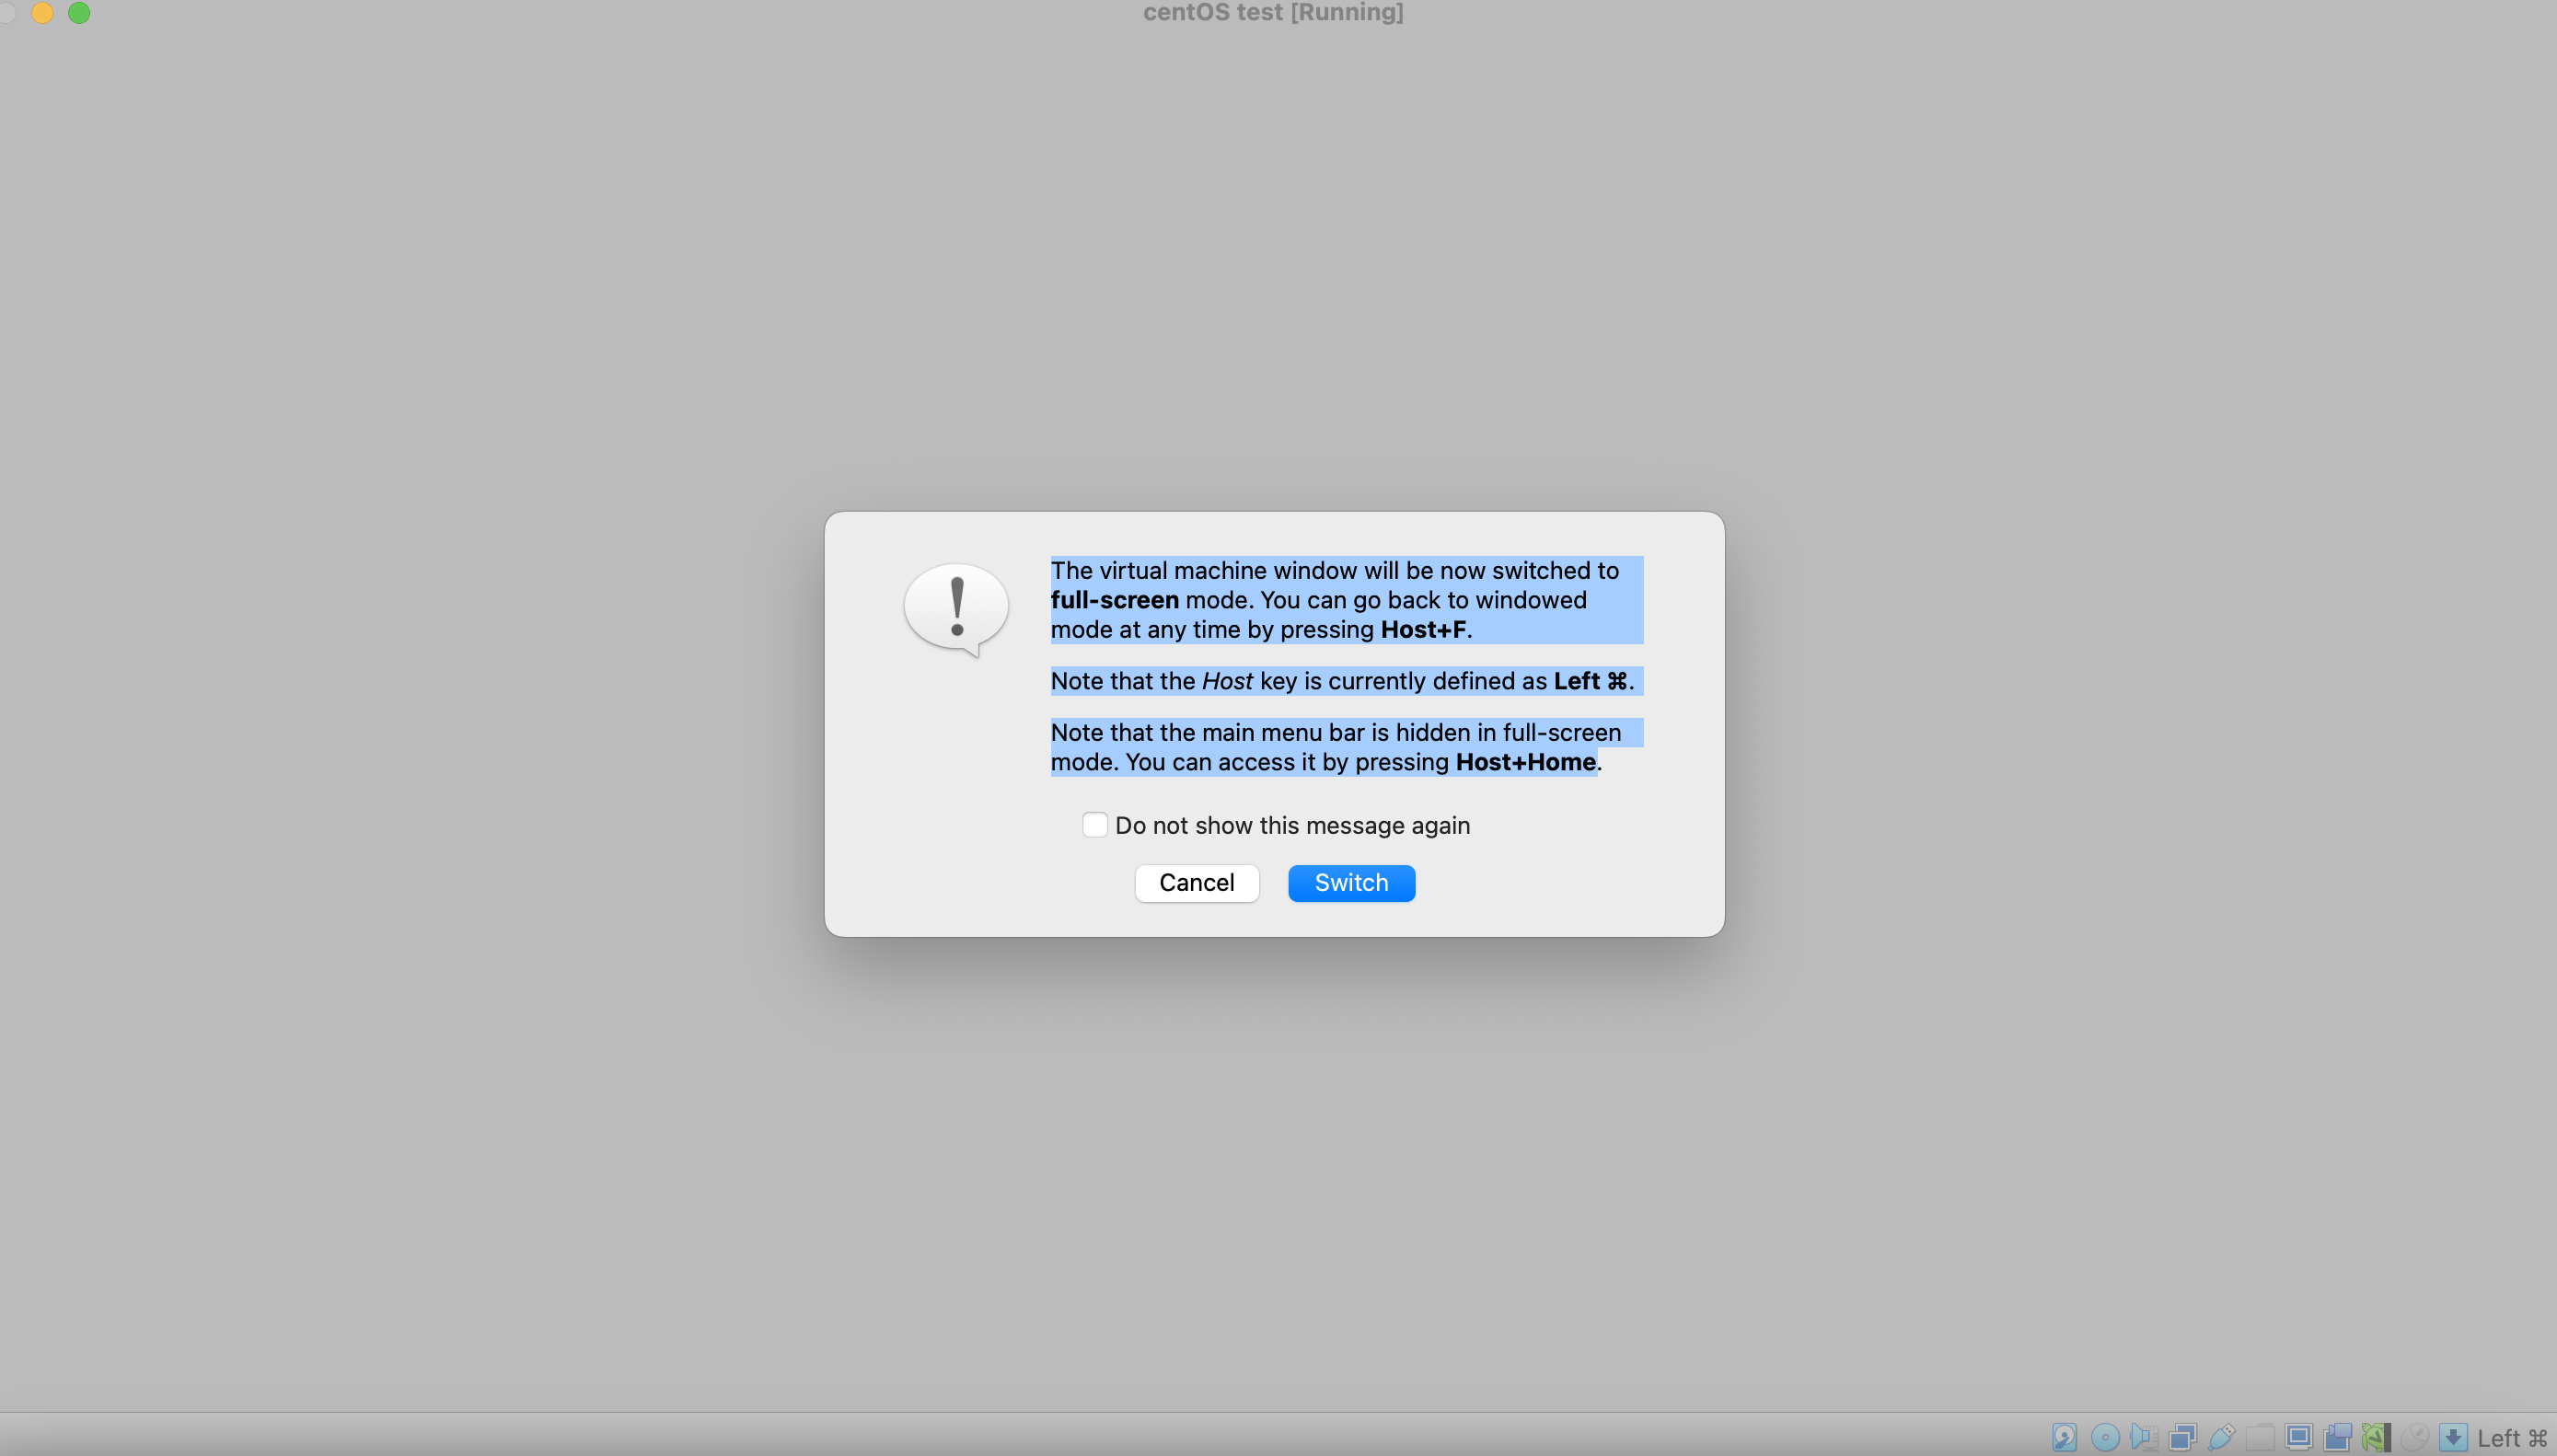 centOS test [Running]
The virtual machine window will be now switched to
full-screen mode. You can go back to windowed
mode at any time by pressing Host+F.
Note that the Host key is currently defined as Left ⌘.
Note that the main menu bar is hidden in full-screen
mode. You can access it by pressing Host+Home.
Do not show this message again
Cancel
Switch
Left ⌘